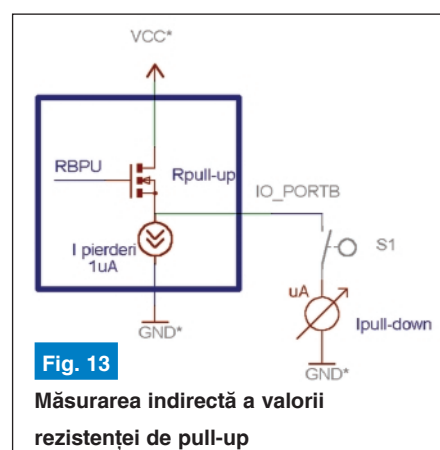 VCC*
RBPU
Rpull-up
IO_PORTB
I pierderi
1uA
S1
uA
Ipull-down
GND*
GND*
Fig. 13
Măsurarea indirectă a valorii
rezistenței de pull-up